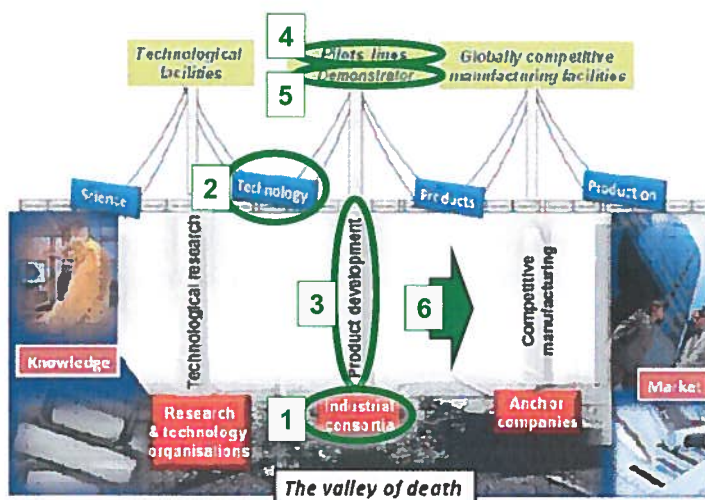 4
Technological
facilities
Pilots lines
Demonstrator
Globally competitive
manufacturing facilities
5
2
Science
Technology
Products
Production
Technological research
3
Product development
6
Competitive
manufacturing
Knowledge
Market
1
Research
& technology
organisations
Industrial
consortia
Anchor
companies
The valley of death